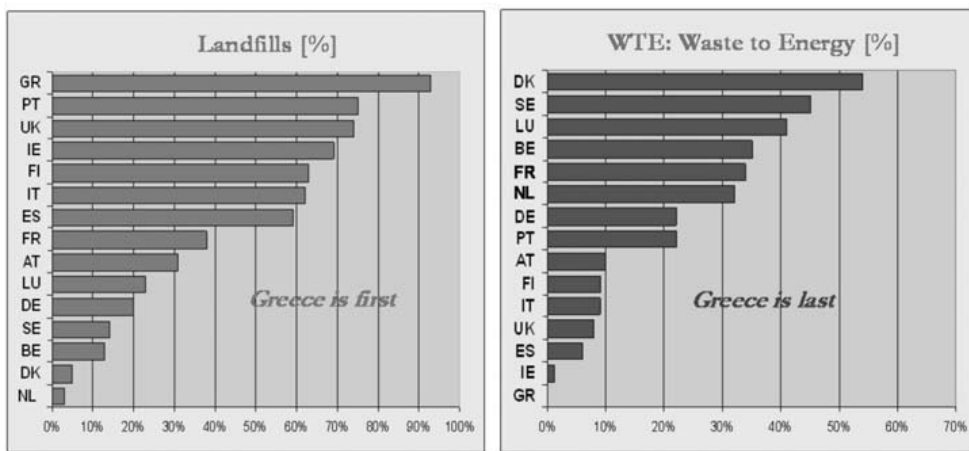 Landfills [%]
GR
PT
UK
IE
FI
IT
ES
FR
AT
LU
DE
SE
BE
DK
NL
Greece is first
0% 10% 20% 30% 40% 50% 60% 70% 80% 90% 100%
WTE: Waste to Energy [%]
DK
SE
LU
BE
FR
NL
DE
PT
AT
FI
IT
UK
ES
IE
GR
Greece is last
0% 10% 20% 30% 40% 50% 60% 70%